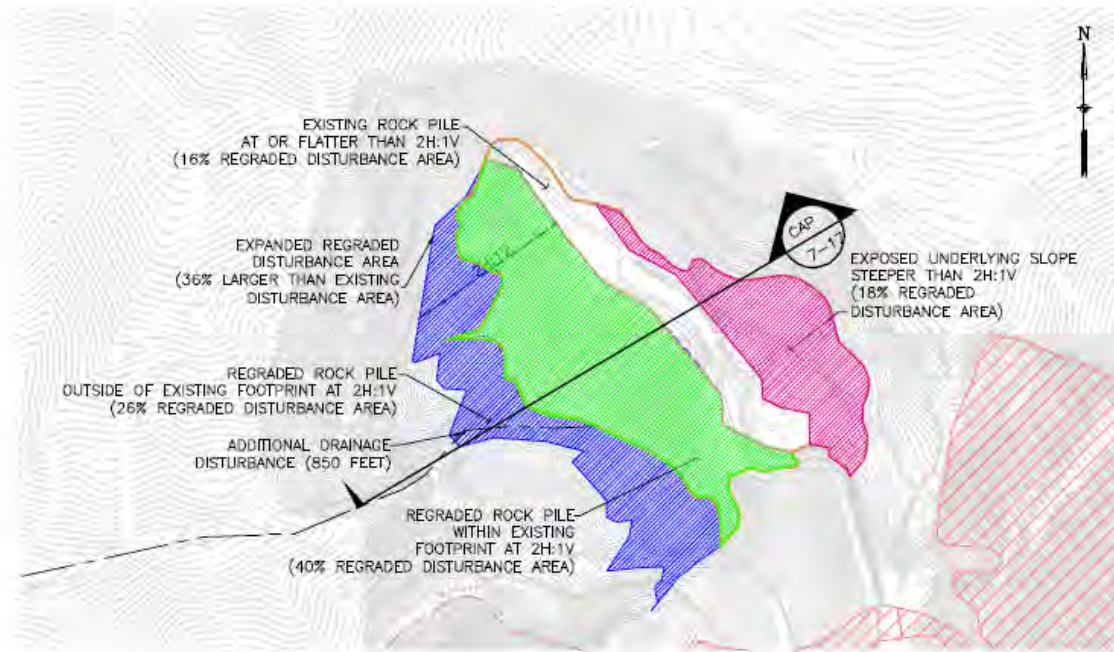 N
EXISTING ROCK PILE
AT OR FLATTER THAN 2H:1V
(16% REGRADED DISTURBANCE AREA)
EXPANDED REGRADED
DISTURBANCE AREA
(36% LARGER THAN EXISTING
DISTURBANCE AREA)
CAP
7-17
EXPOSED UNDERLYING SLOPE
STEEPER THAN 2H:1V
(18% REGRADED
DISTURBANCE AREA)
REGRADED ROCK PILE
OUTSIDE OF EXISTING FOOTPRINT AT 2H:1V
(26% REGRADED DISTURBANCE AREA)
ADDITIONAL DRAINAGE
DISTURBANCE (850 FEET)
REGRADED ROCK PILE
WITHIN EXISTING
FOOTPRINT AT 2H:1V
(40% REGRADED DISTURBANCE AREA)